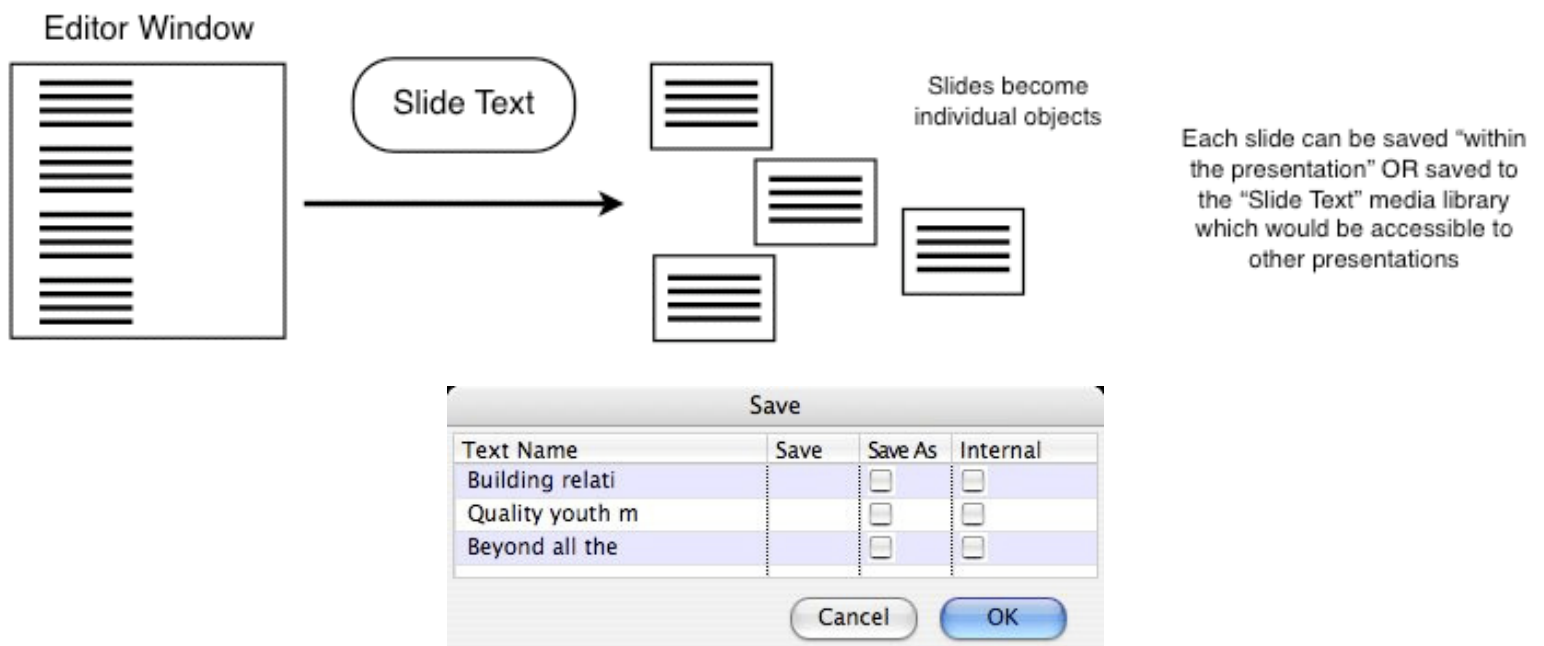 Editor Window
Slide Text
Slides become
individual objects
Each slide can be saved “within
the presentation” OR saved to
the “Slide Text” media library
which would be accessible to
other presentations
Save
Text Name Save Save As Internal
Building relati
Quality youth m
Beyond all the
Cancel OK